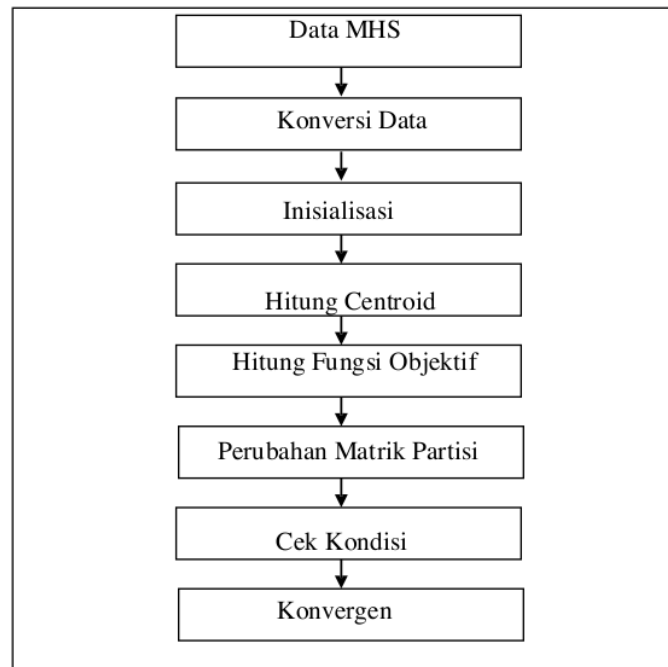 Data MHS
Konversi Data
Inisialisasi
Hitung Centroid
Hitung Fungsi Objektif
Perubahan Matrik Partisi
Cek Kondisi
Konvergen